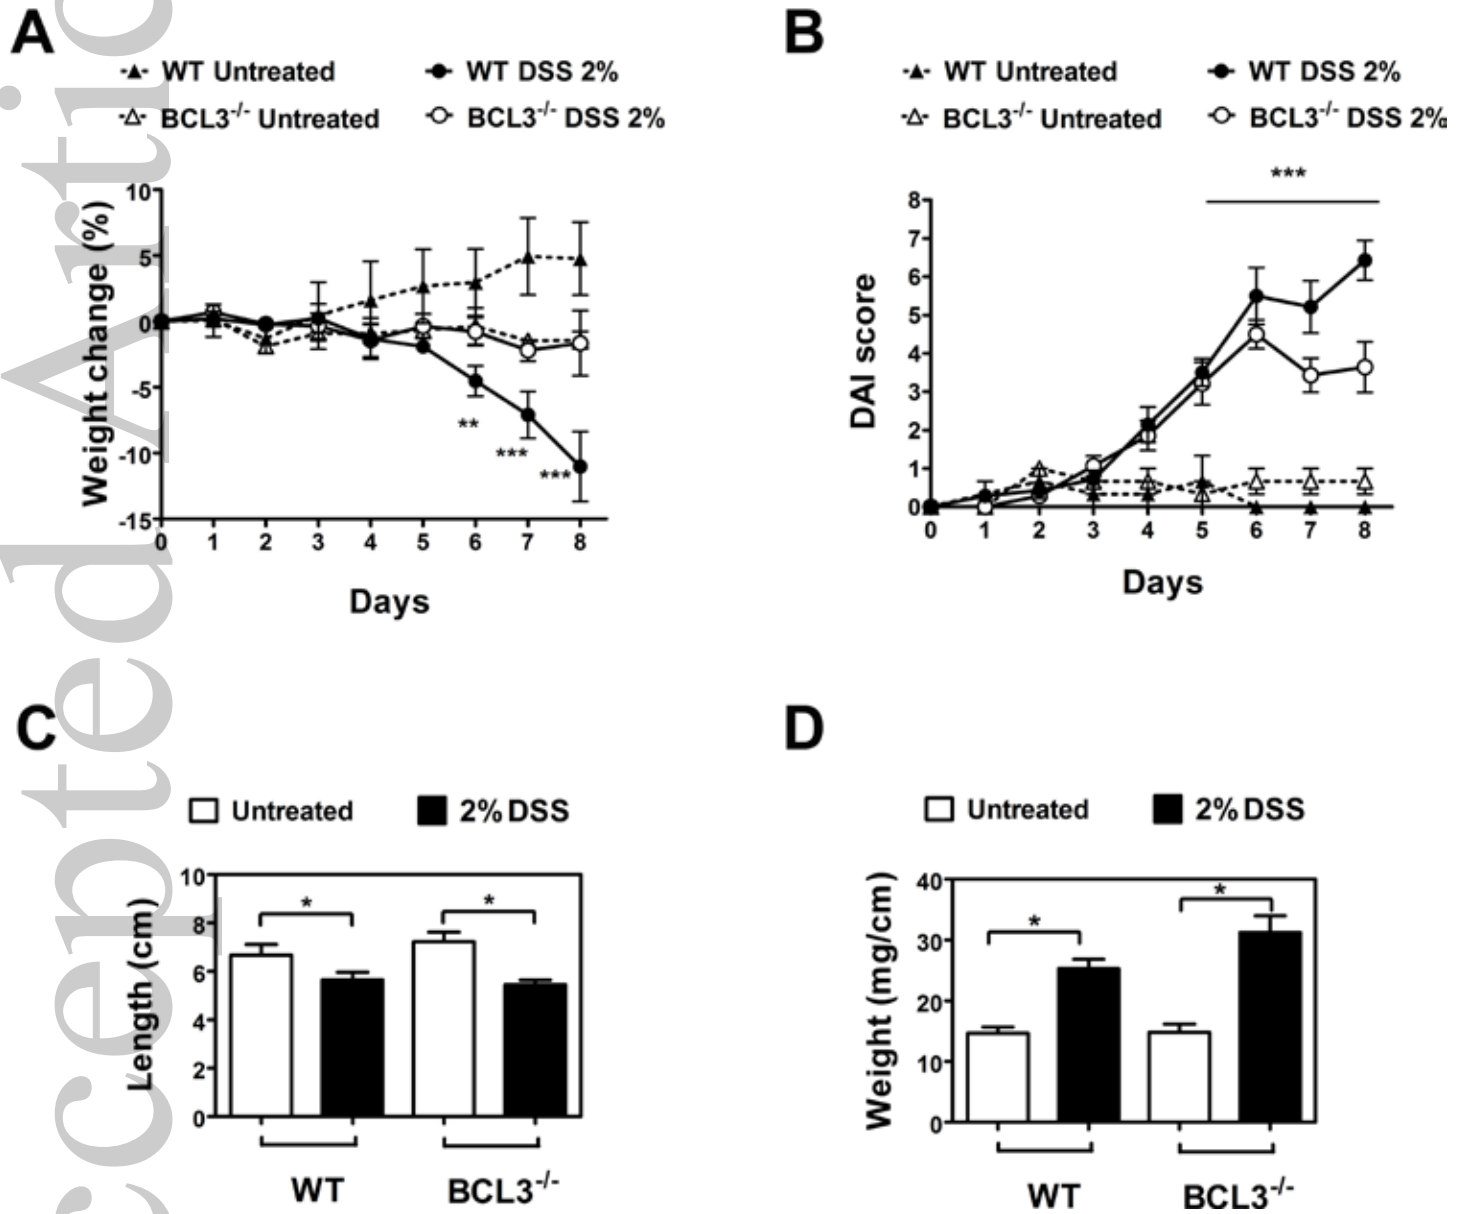 A
WT Untreated
WT DSS 2%
BCL3-/- Untreated
BCL3-/- DSS 2%
Weight change (%)
10
5
0
-5
-10
-15
**
***
***
0 1 2 3 4 5 6 7 8
Days
B
WT Untreated
WT DSS 2%
BCL3-/- Untreated
BCL3-/- DSS 2%
***
DAI score
8
7
6
5
4
3
2
1
0
0 1 2 3 4 5 6 7 8
Days
C
Untreated
2% DSS
Length (cm)
10
8
6
4
2
0
*
*
WT
BCL3-/-
D
Untreated
2% DSS
Weight (mg/cm)
40
30
20
10
0
*
*
WT
BCL3-/-
ccepted Artic